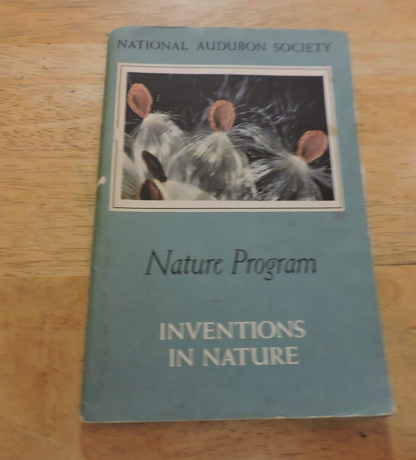 NATIONAL AUDUBON SOCIETY
Nature Program
INVENTIONS
IN NATURE